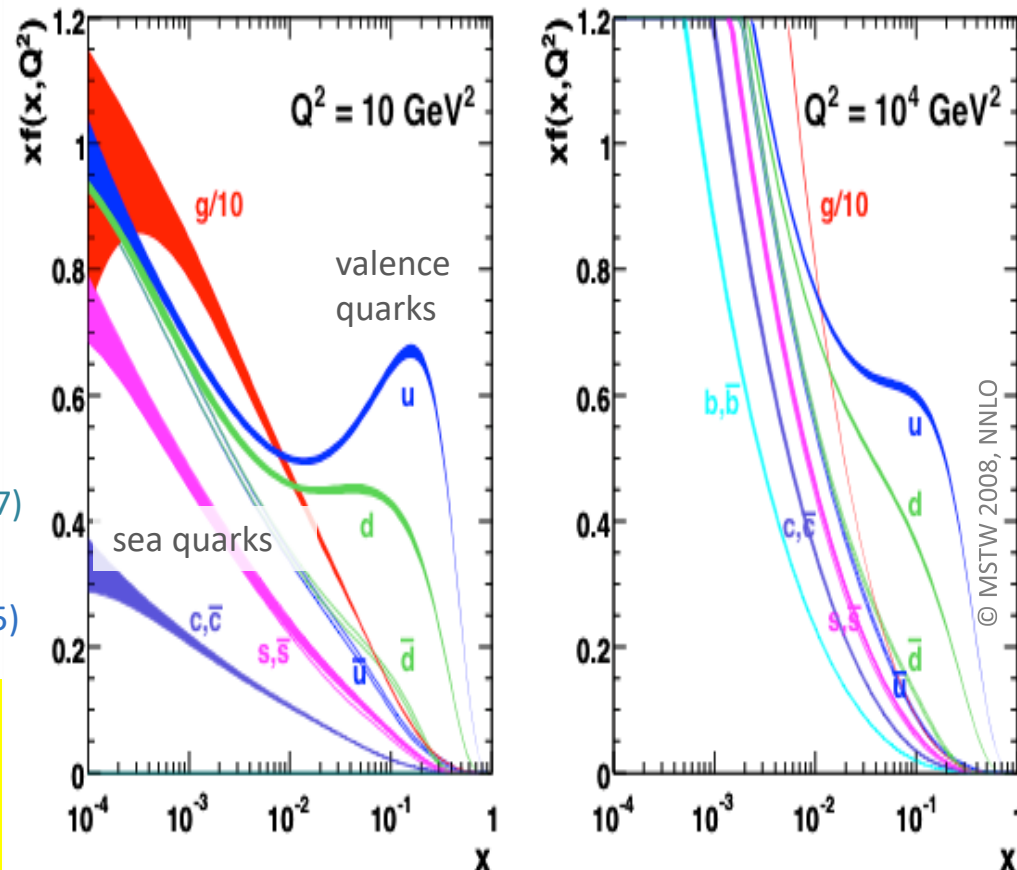 xf(x,Q²)
1.2
1
0.8
0.6
0.4
0.2
0
Q² = 10 GeV²
g/10
valence
quarks
u
d
sea quarks
c,c̄
s,s̄
ū
d̄
10⁻⁴ 10⁻³ 10⁻² 10⁻¹ 1
x
7)
5)
xf(x,Q²)
1.2
1
0.8
0.6
0.4
0.2
0
Q² = 10⁴ GeV²
g/10
b,b̄
u
d
c,c̄
s,s̄
d̄
ū
10⁻⁴ 10⁻³ 10⁻² 10⁻¹ 1
x
© MSTW 2008, NNLO